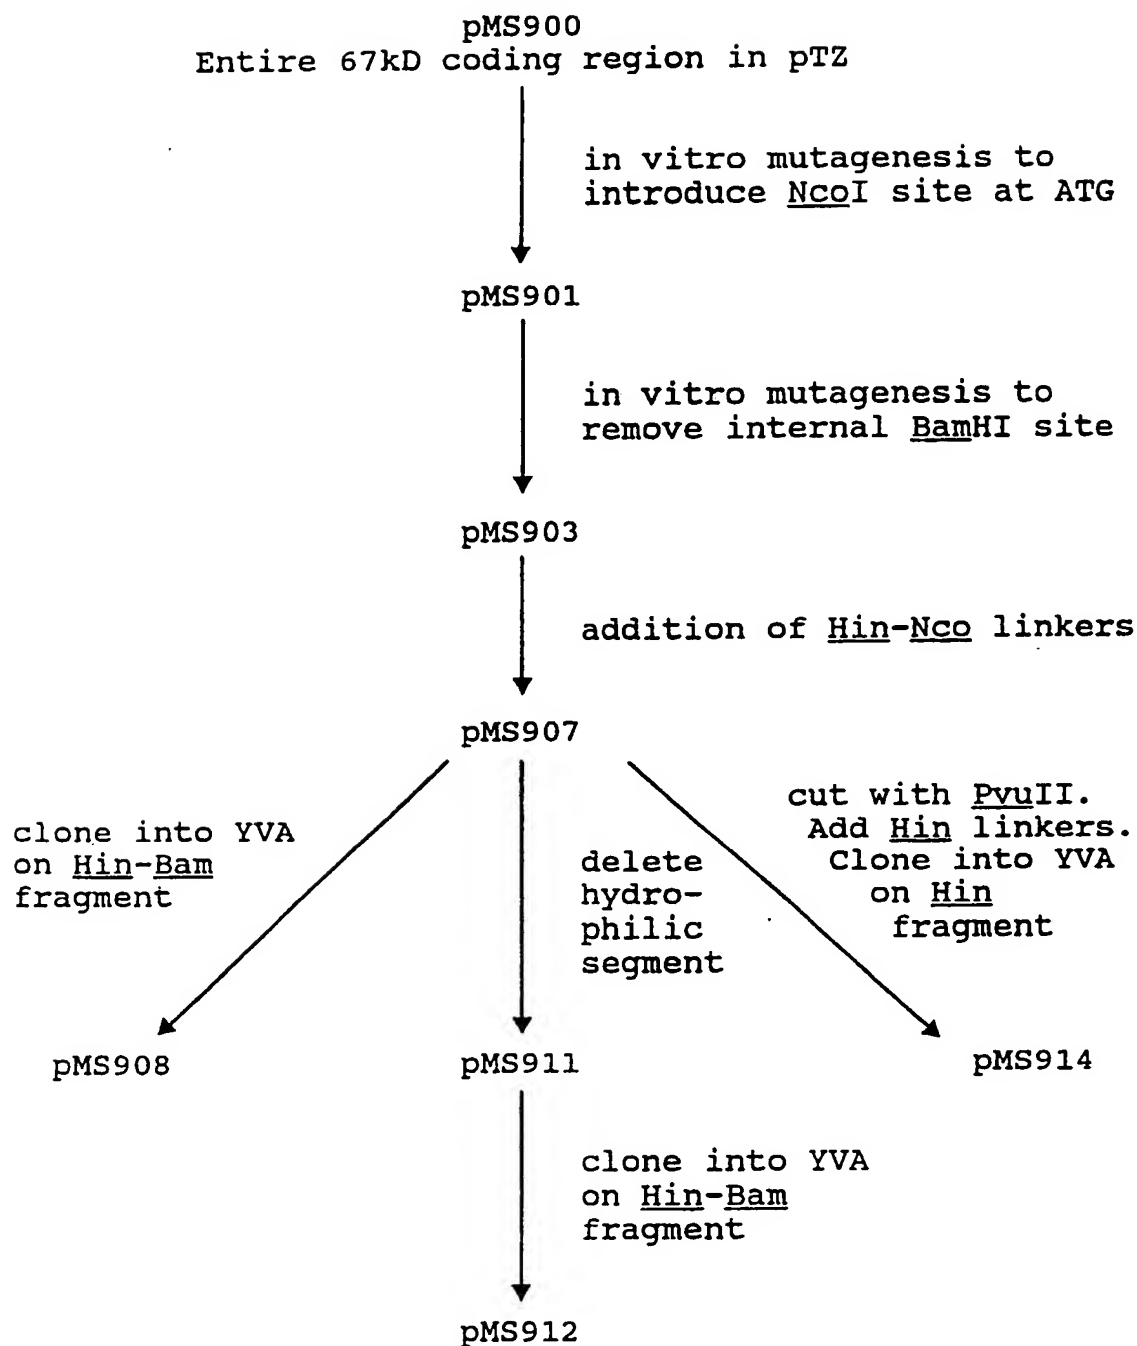 pMS900
Entire 67kD coding region in pTZ
in vitro mutagenesis to
introduce NcoI site at ATG
pMS901
in vitro mutagenesis to
remove internal BamHI site
pMS903
addition of Hin-Nco linkers
pMS907
clone into YVA
on Hin-Bam
fragment
delete
hydro-
philic
segment
cut with PvuII.
Add Hin linkers.
Clone into YVA
on Hin
fragment
pMS908
pMS911
pMS914
clone into YVA
on Hin-Bam
fragment
pMS912